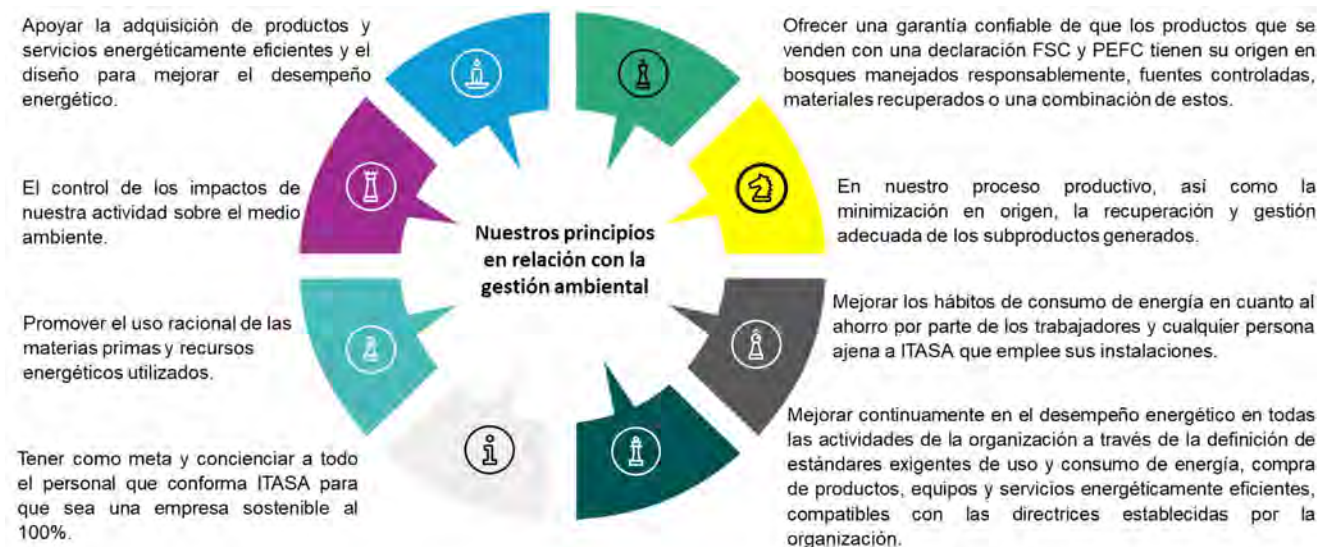 Apoyar la adquisición de productos y
servicios energéticamente eficientes y el
diseño para mejorar el desempeño
energético.
El control de los impactos de
nuestra actividad sobre el medio
ambiente.
Promover el uso racional de las
materias primas y recursos
energéticos utilizados.
Tener como meta y concienciar a todo
el personal que conforma ITASA para
que sea una empresa sostenible al
100%.
Nuestros principios
en relación con la
gestión ambiental
Ofrecer una garantía confiable de que los productos que se
venden con una declaración FSC y PEFC tienen su origen en
bosques manejados responsablemente, fuentes controladas,
materiales recuperados o una combinación de estos.
En nuestro proceso productivo, así como la
minimización en origen, la recuperación y gestión
adecuada de los subproductos generados.
Mejorar los hábitos de consumo de energía en cuanto al
ahorro por parte de los trabajadores y cualquier persona
ajena a ITASA que emplee sus instalaciones.
Mejorar continuamente en el desempeño energético en todas
las actividades de la organización a través de la definición de
estándares exigentes de uso y consumo de energía, compra
de productos, equipos y servicios energéticamente eficientes,
compatibles con las directrices establecidas por la
organización.
i